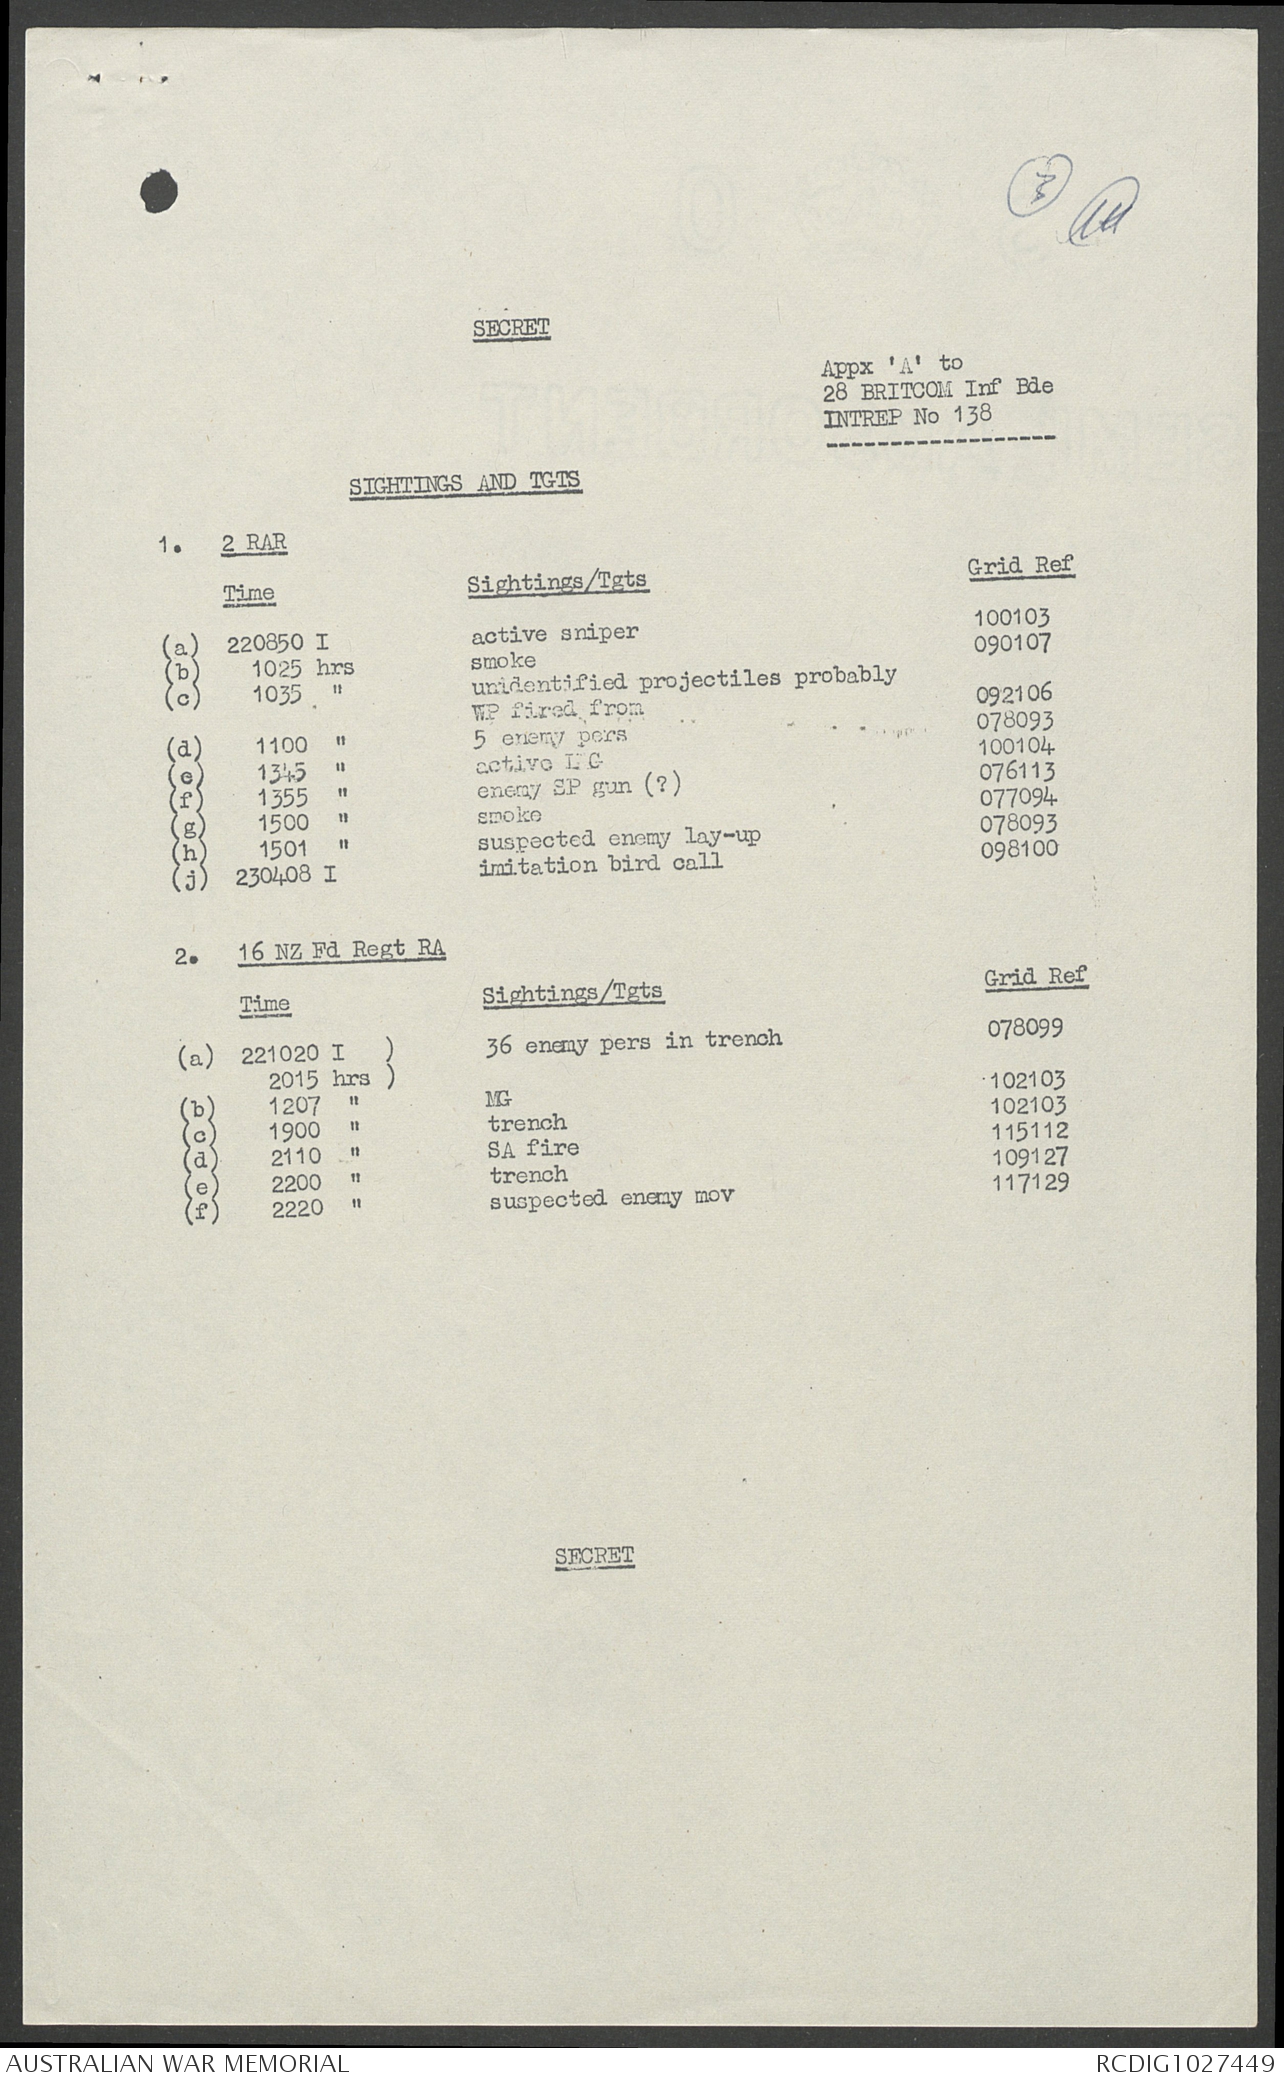 SECRET
Appx 'A' to
28 BRITCOM Inf Bde
INTREP No 138
-------------------
SIGHTINGS AND TGTS
1. 2 RAR
Time Sightings/Tgts Grid Ref
(a) 220850 I active sniper 100103
(b) 1025 hrs smoke 090107
(c) 1035 " unidentified projectiles probably
WP fired from 092106
(d) 1100 " 5 enemy pers 078093
(e) 1345 " active 100104
(f) 1355 " enemy SP gun (?) 076113
(g) 1500 " smoke 077094
(h) 1501 " suspected enemy lay-up 078093
(j) 230408 I imitation bird call 098100
2. 16 NZ Fd Regt RA
Time Sightings/Tgts Grid Ref
(a) 221020 I ) 36 enemy pers in trench 078099
2015 hrs )
(b) 1207 " MG 102103
(c) 1900 " trench 102103
(d) 2110 " SA fire 115112
(e) 2200 " trench 109127
(f) 2220 " suspected enemy mov 117129
SECRET
AUSTRALIAN WAR MEMORIAL RCDIG1027449